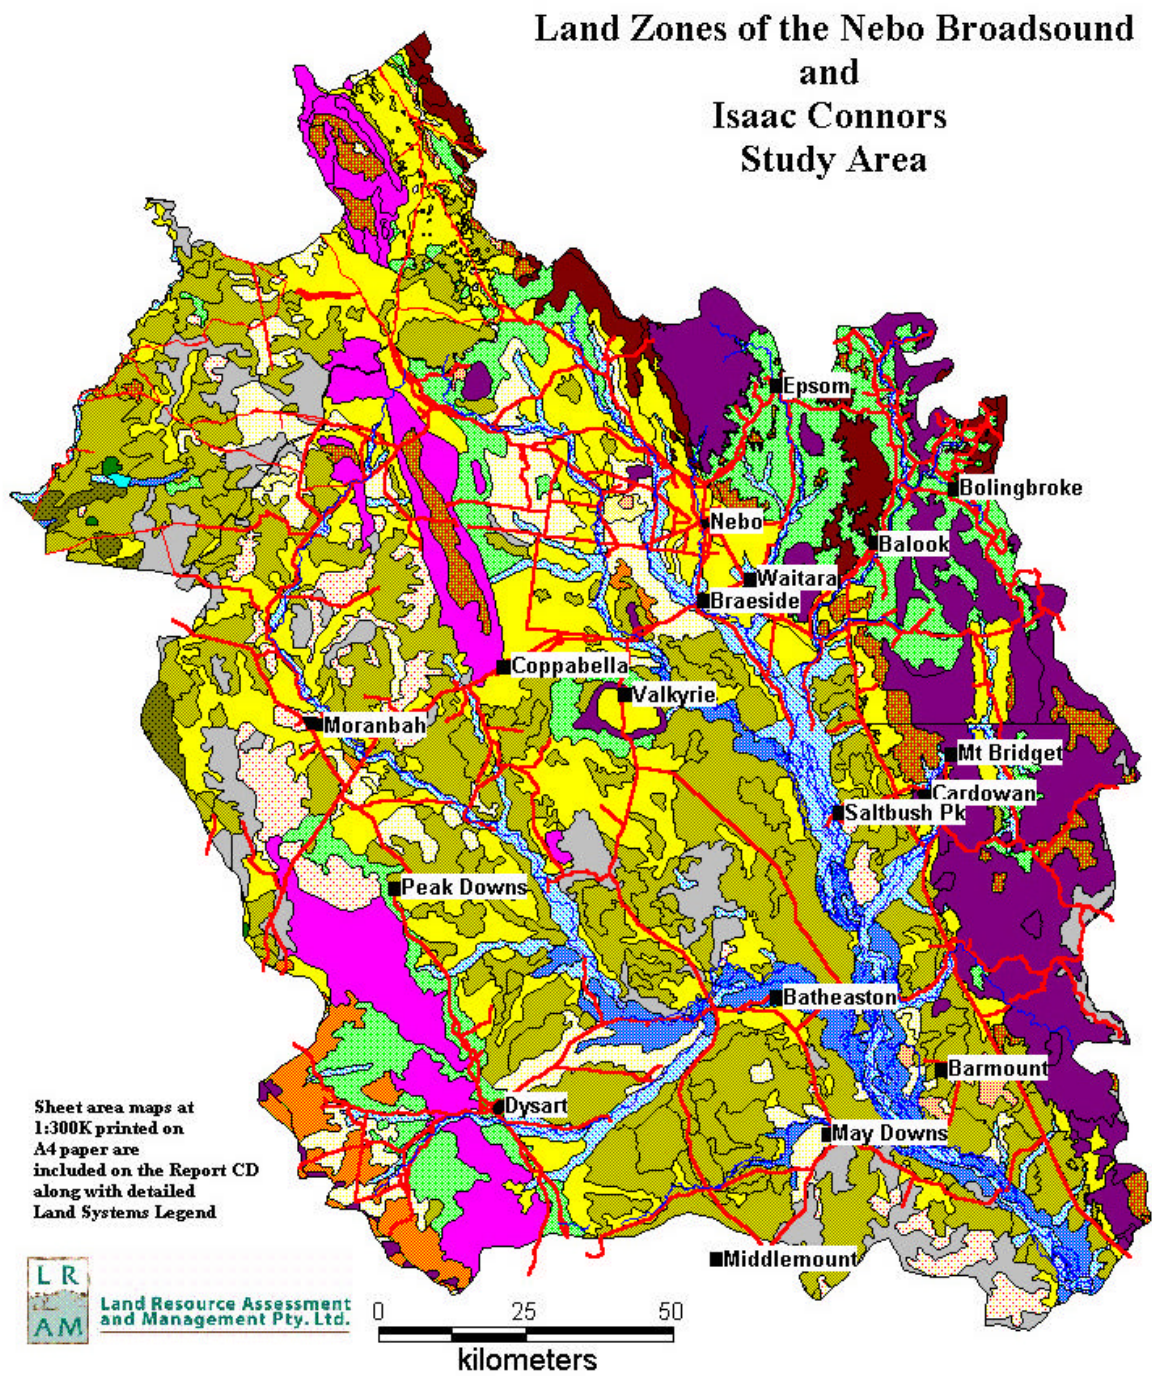 Land Zones of the Nebo Broadsound
and
Isaac Connors
Study Area
Epsom
Bolingbroke
Nebo
Balook
Waitara
Braeside
Coppabella
Valkyrie
Moranbah
Mt Bridget
Cardowan
Saltbush Pk
Peak Downs
Batheaston
Barmount
Dysart
May Downs
Middlemount
Sheet area maps at
1:300K printed on
A4 paper are
included on the Report CD
along with detailed
Land Systems Legend
L R
AM
Land Resource Assessment
and Management Pty. Ltd.
0 25 50
kilometers